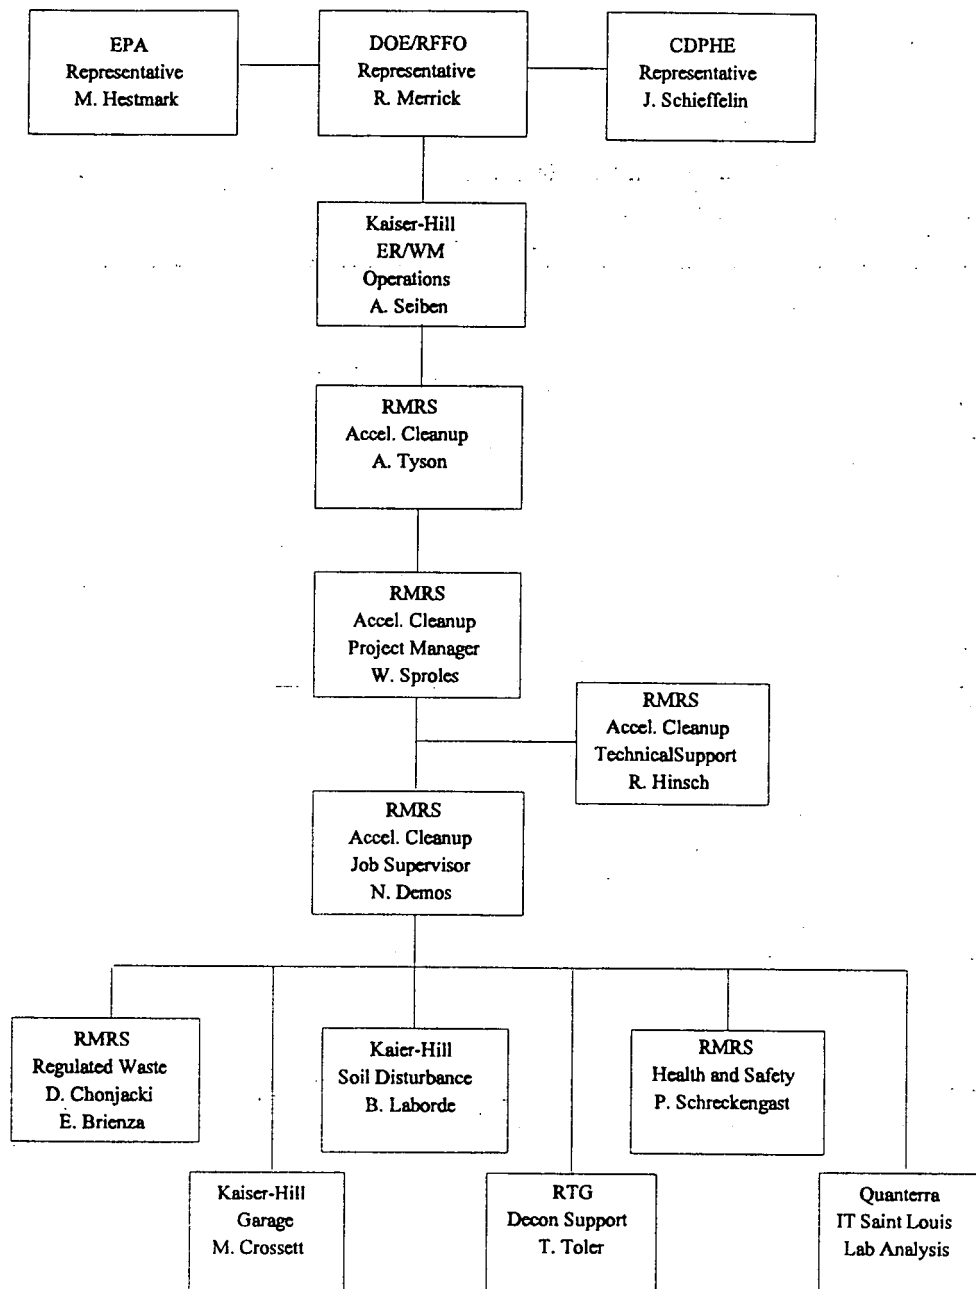 EPA
Representative
M. Hestmark
DOE/RFFO
Representative
R. Merrick
CDPHE
Representative
J. Schieffelin
Kaiser-Hill
ER/WM
Operations
A. Seiben
RMRS
Accel. Cleanup
A. Tyson
RMRS
Accel. Cleanup
Project Manager
W. Sproles
RMRS
Accel. Cleanup
TechnicalSupport
R. Hinsch
RMRS
Accel. Cleanup
Job Supervisor
N. Demos
RMRS
Regulated Waste
D. Chonjacki
E. Brienza
Kaier-Hill
Soil Disturbance
B. Laborde
RMRS
Health and Safety
P. Schreckengast
Kaiser-Hill
Garage
M. Crossett
RTG
Decon Support
T. Toler
Quanterra
IT Saint Louis
Lab Analysis